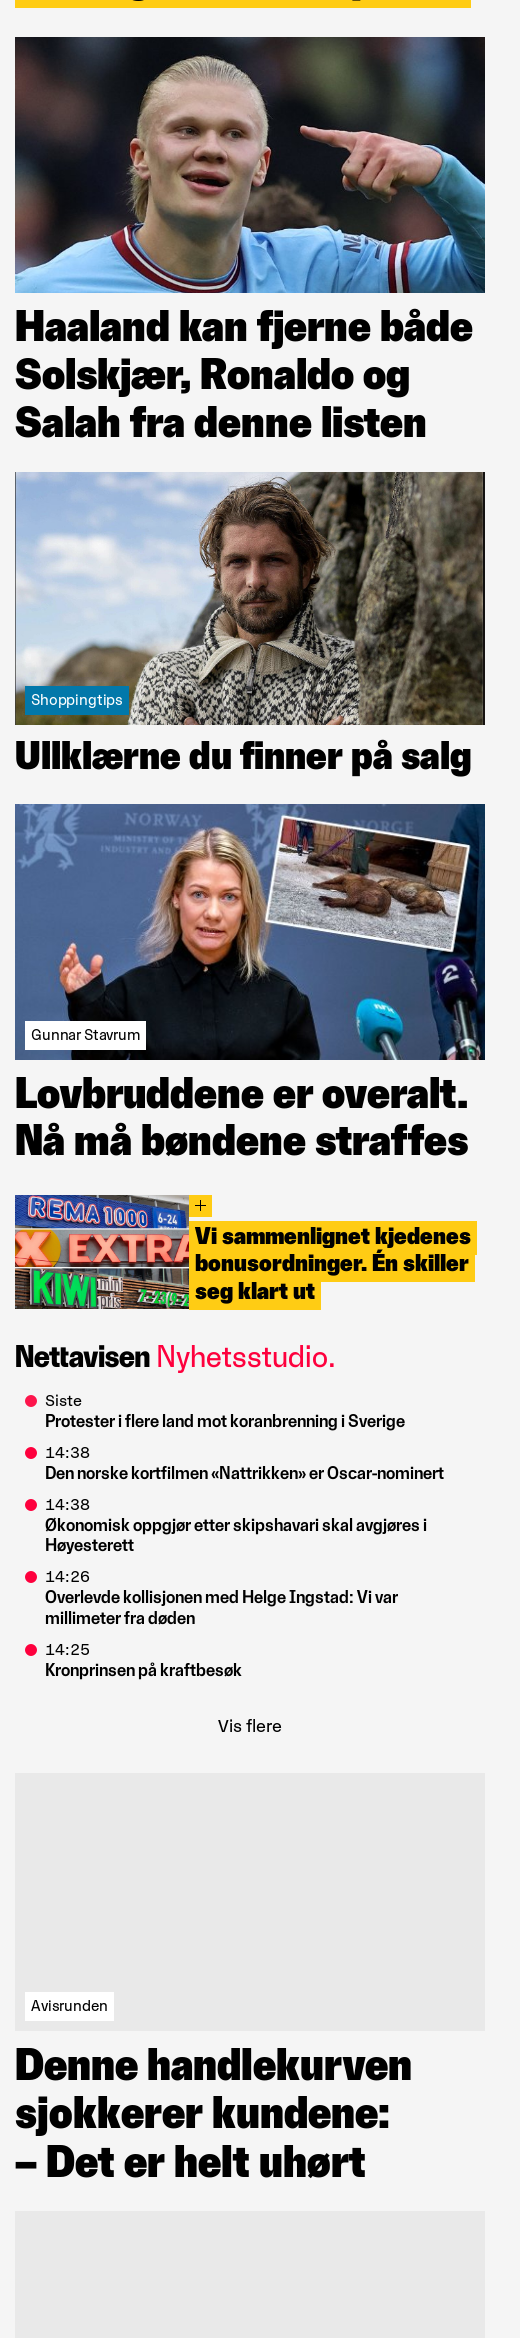 Haaland kan fjerne både
Solskjær, Ronaldo og
Salah fra denne listen
Shoppingtips
Ullklærne du finner på salg
NORWAY
NORGE
MINISTRY OF
INDUSTRY AND
2
Gunnar Stavrum
Lovbruddene er overalt.
Nå må bøndene straffes
REMA 1000 6-24
X EXTRA
KIWI mini
pris
+
Vi sammenlignet kjedenes
bonusordninger. Én skiller
seg klart ut
Nettavisen Nyhetsstudio.
Siste
Protester i flere land mot koranbrenning i Sverige
14:38
Den norske kortfilmen «Nattrikken» er Oscar-nominert
14:38
Økonomisk oppgjør etter skipshavari skal avgjøres i
Høyesterett
14:26
Overlevde kollisjonen med Helge Ingstad: Vi var
millimeter fra døden
14:25
Kronprinsen på kraftbesøk
Vis flere
Avisrunden
Denne handlekurven
sjokkerer kundene:
– Det er helt uhørt